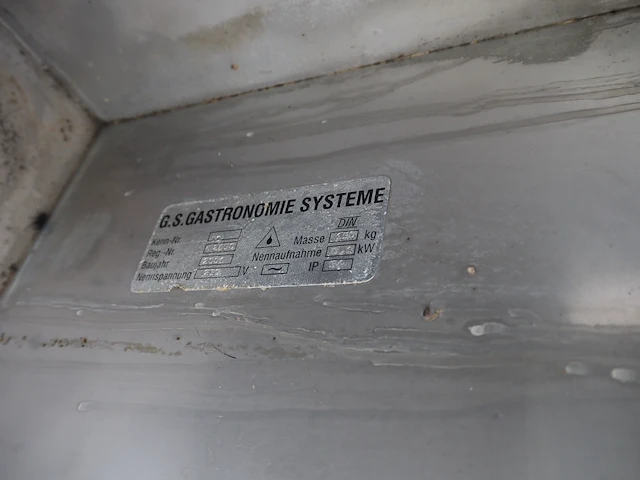 G.S.GASTRONOMIE SYSTEME
DIN
Kenn-Nr. Masse kg
Reg.-Nr. Nennaufnahme kW
Baujahr IP
Nennspannung V ~